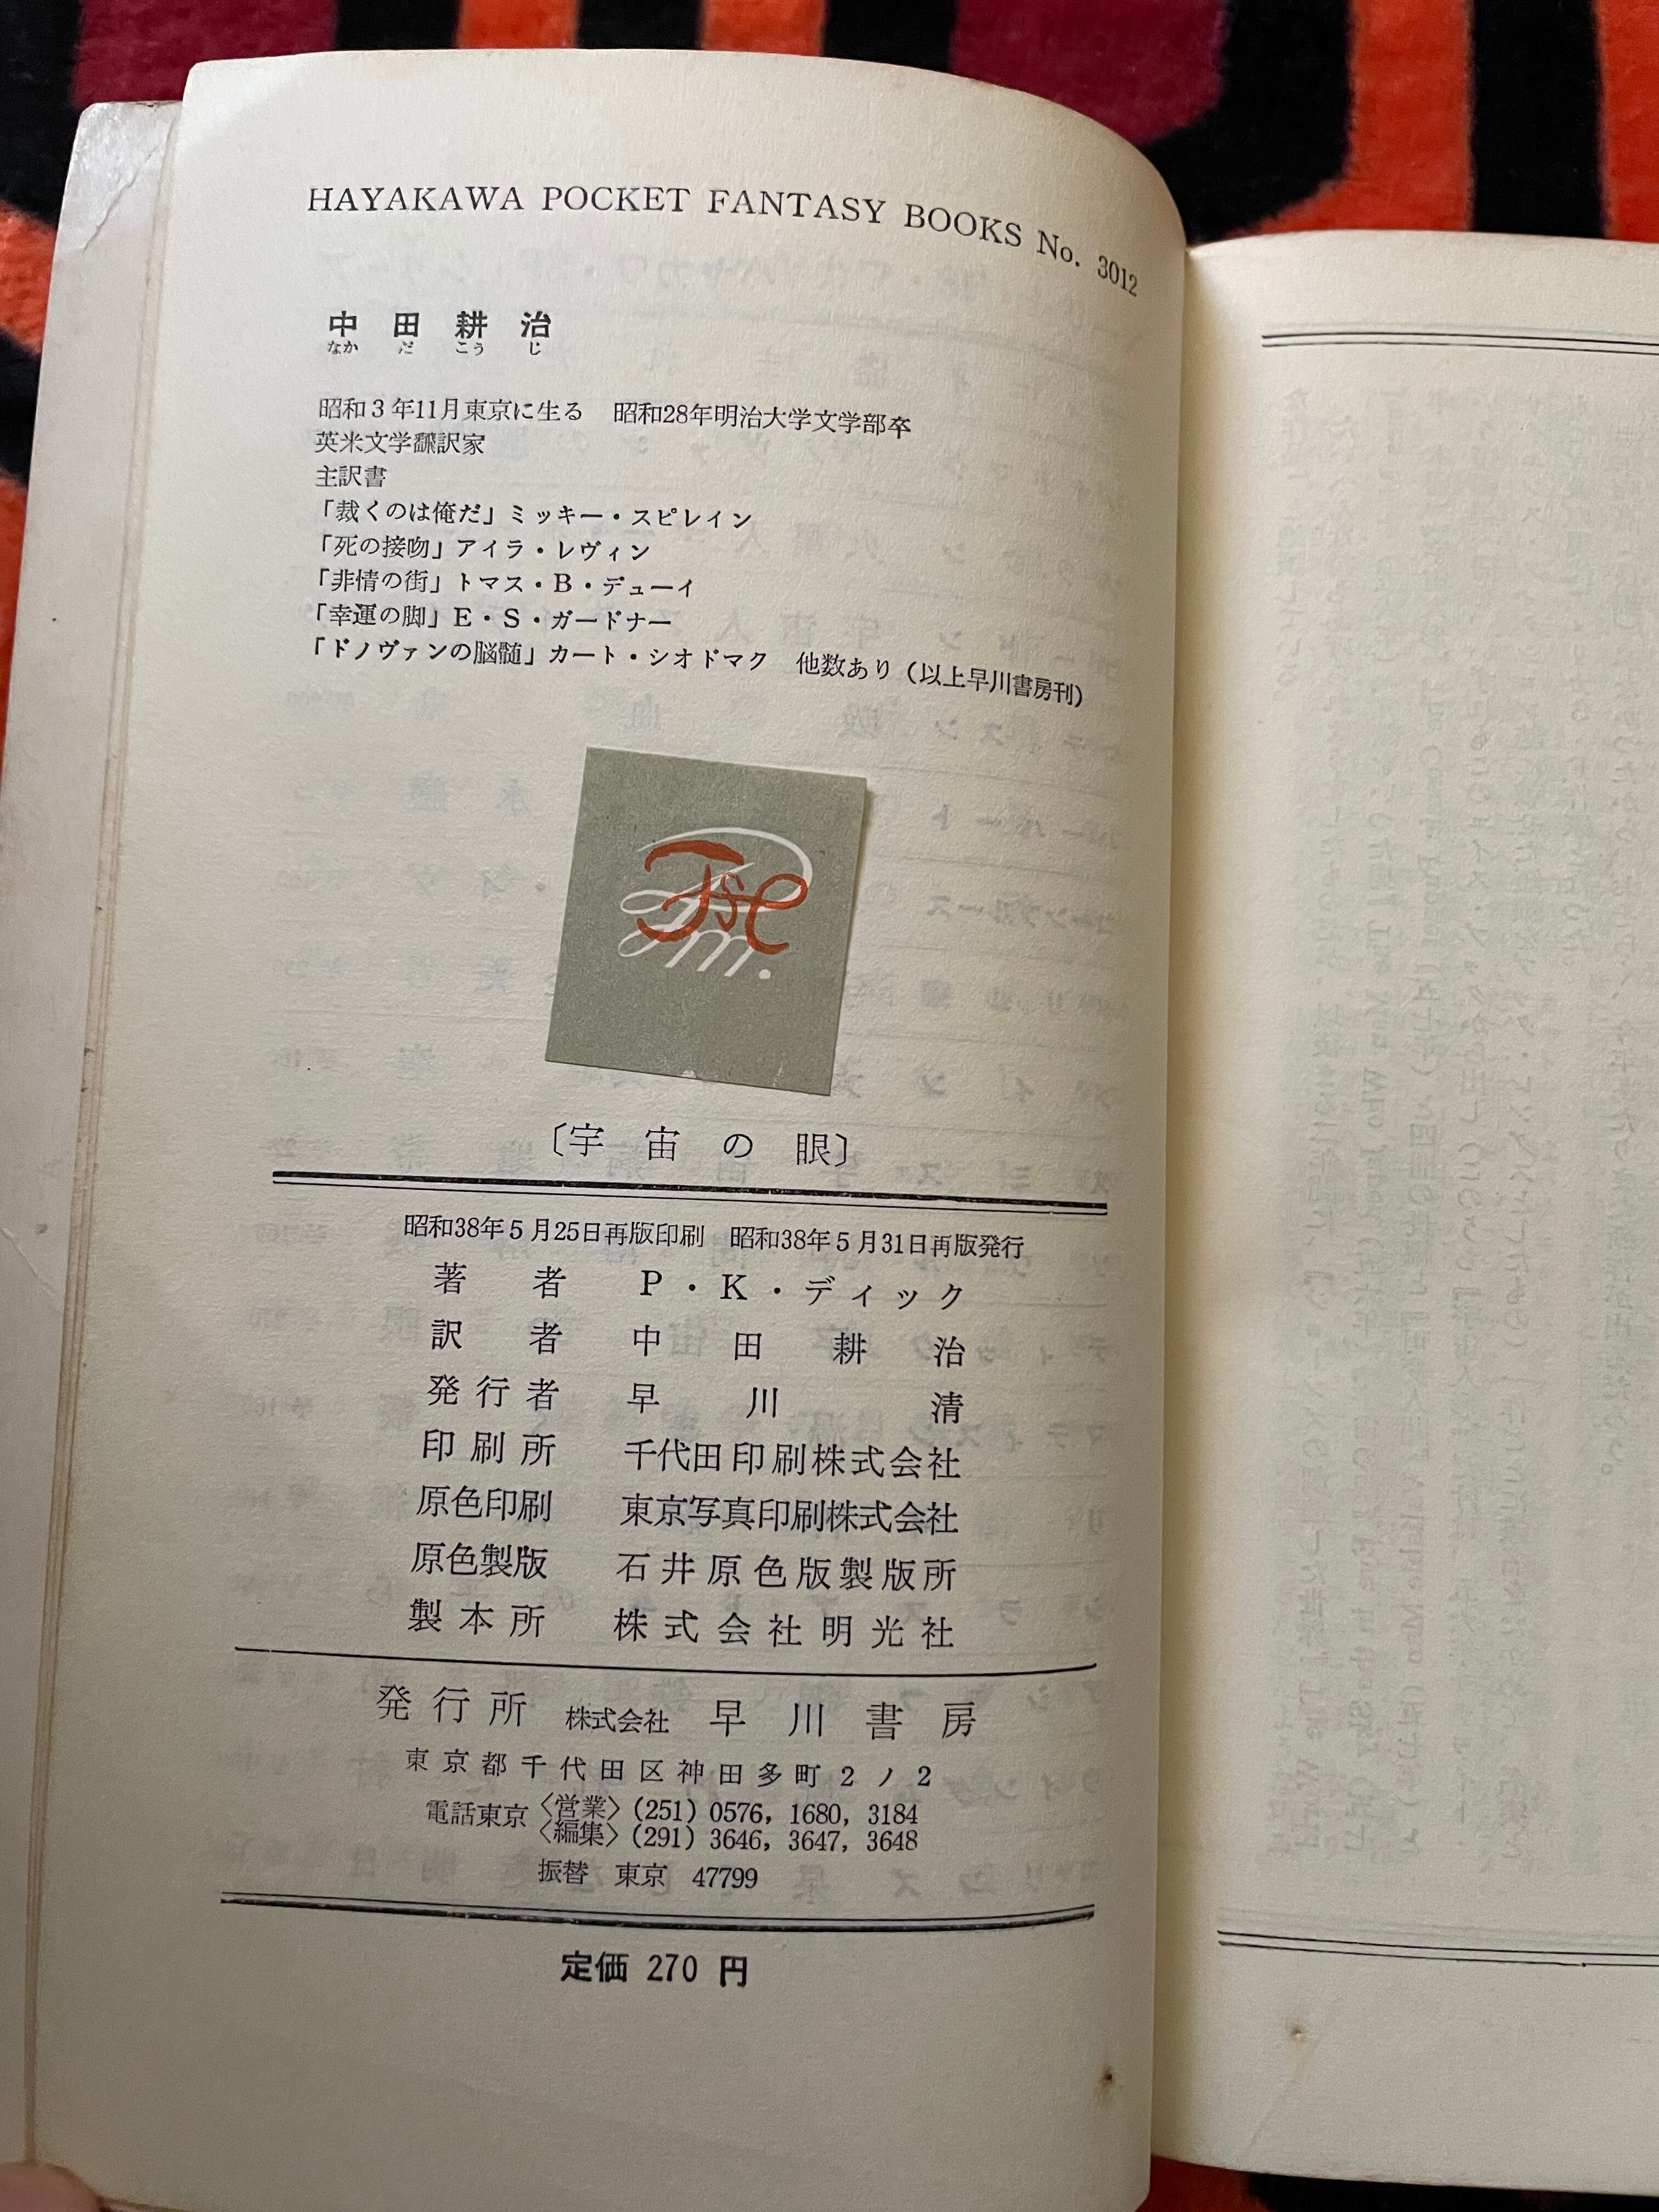 HAYAKAWA POCKET FANTASY BOOKS No. 3012
中田耕治
なか だ こう じ
昭和3年11月東京に生る 昭和28年明治大学文学部卒
英米文学飜訳家
主訳書
「裁くのは俺だ」ミッキー・スピレイン
「死の接吻」アイラ・レヴィン
「非情の街」トマス・B・デューイ
「幸運の脚」E・S・ガードナー
「ドノヴァンの脳髄」カート・シオドマク 他数あり(以上早川書房刊)
〔宇宙の眼〕
昭和38年5月25日再版印刷 昭和38年5月31日再版発行
著者 P・K・ディック
訳者 中田耕治
発行者 早川清
印刷所 千代田印刷株式会社
原色印刷 東京写真印刷株式会社
原色製版 石井原色版製版所
製本所 株式会社明光社
発行所 株式会社 早川書房
東京都千代田区神田多町2ノ2
電話東京〈営業〉(251) 0576, 1680, 3184
〈編集〉(291) 3646, 3647, 3648
振替 東京 47799
定価 270 円